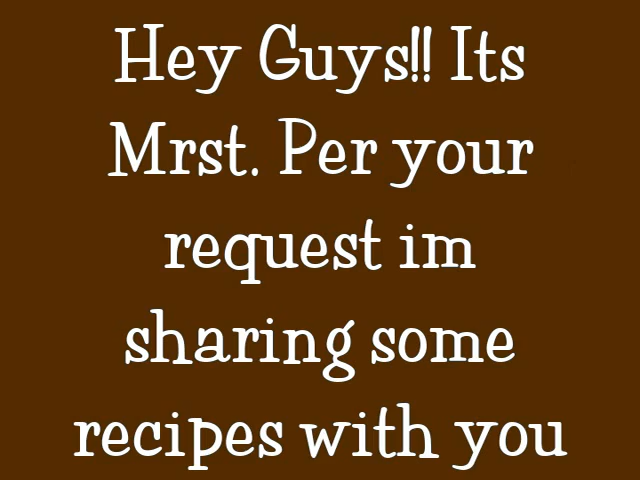 Hey Guys!! Its
Mrst. Per your
request im
sharing some
recipes with you